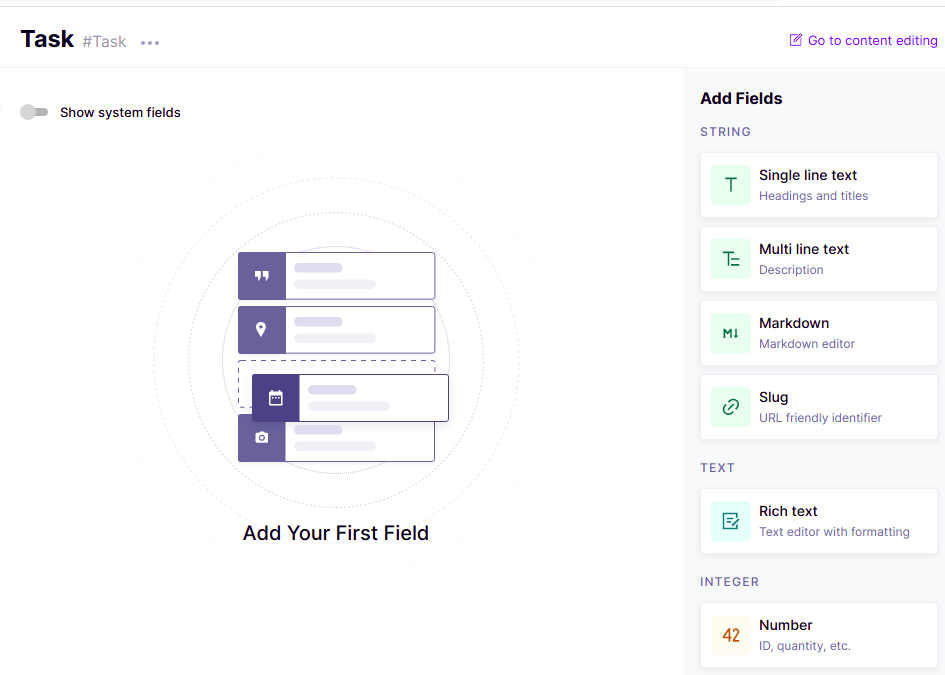 Task #Task
Go to content editing
Show system fields
Add Your First Field
Add Fields
STRING
T
Single line text
Headings and titles
T
Multi line text
Description
M↓
Markdown
Markdown editor
Slug
URL friendly identifier
TEXT
Rich text
Text editor with formatting
INTEGER
42
Number
ID, quantity, etc.